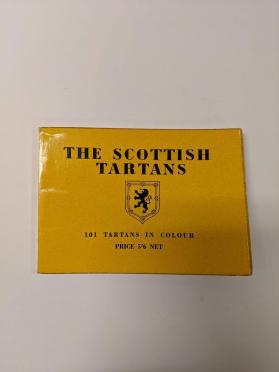 THE SCOTTISH
TARTANS
101 TARTANS IN COLOUR
PRICE 5/6 NET